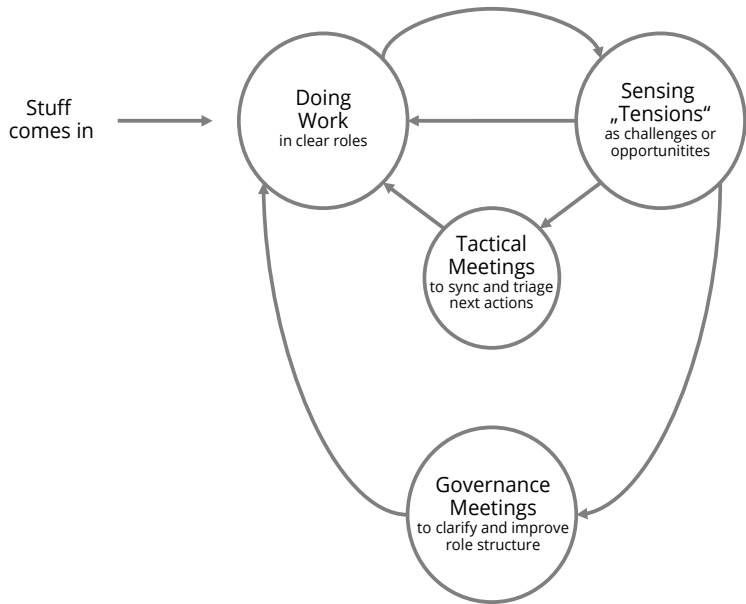 Stuff
comes in
Doing
Work
in clear roles
Sensing
„Tensions“
as challenges or
opportunitites
Tactical
Meetings
to sync and triage
next actions
Governance
Meetings
to clarify and improve
role structure